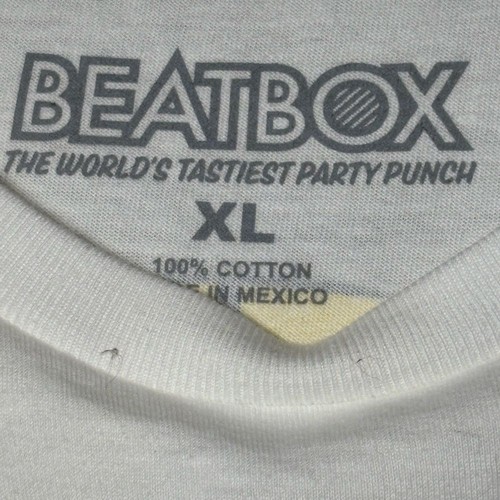 BEATBOX
THE WORLD'S TASTIEST PARTY PUNCH
XL
100% COTTON
IN MEXICO